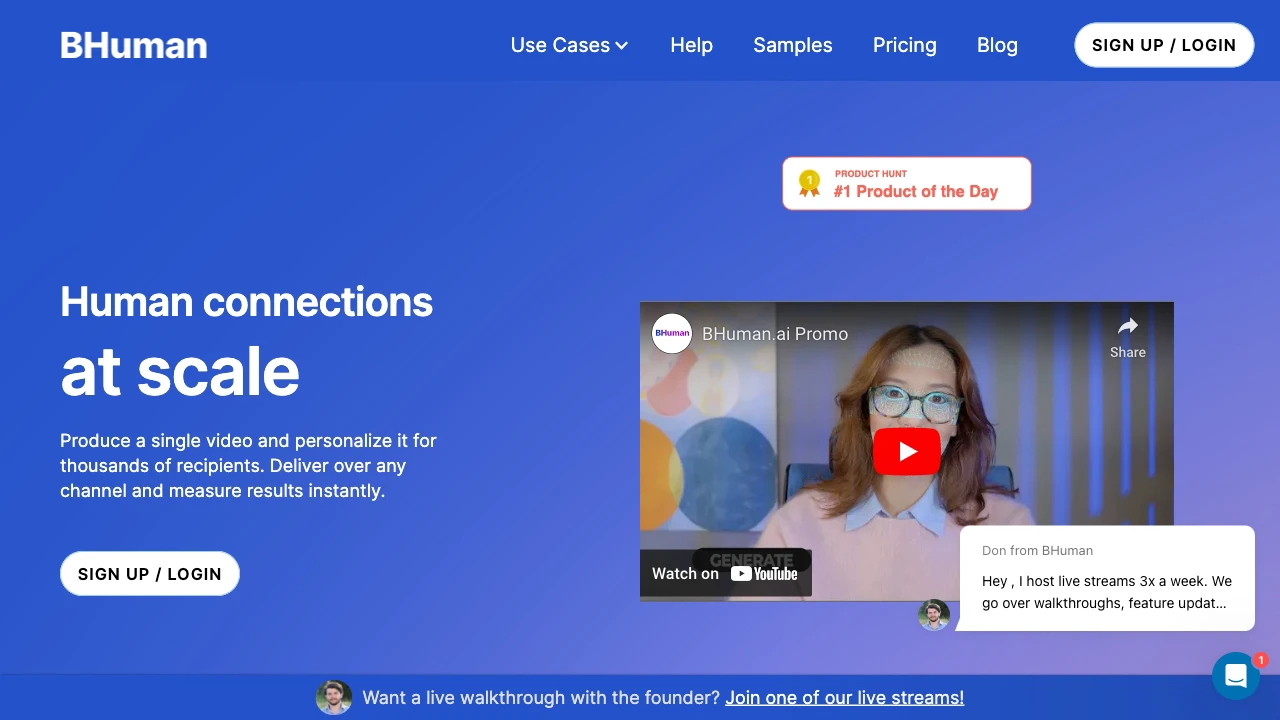 BHuman
Use Cases
Help
Samples
Pricing
Blog
SIGN UP / LOGIN
1
PRODUCT HUNT
#1 Product of the Day
Human connections
at scale
Produce a single video and personalize it for
thousands of recipients. Deliver over any
channel and measure results instantly.
SIGN UP / LOGIN
BHuman
BHuman.ai Promo
Share
GENERATE
Watch on YouTube
Don from BHuman
Hey , I host live streams 3x a week. We
go over walkthroughs, feature updat...
1
Want a live walkthrough with the founder? Join one of our live streams!